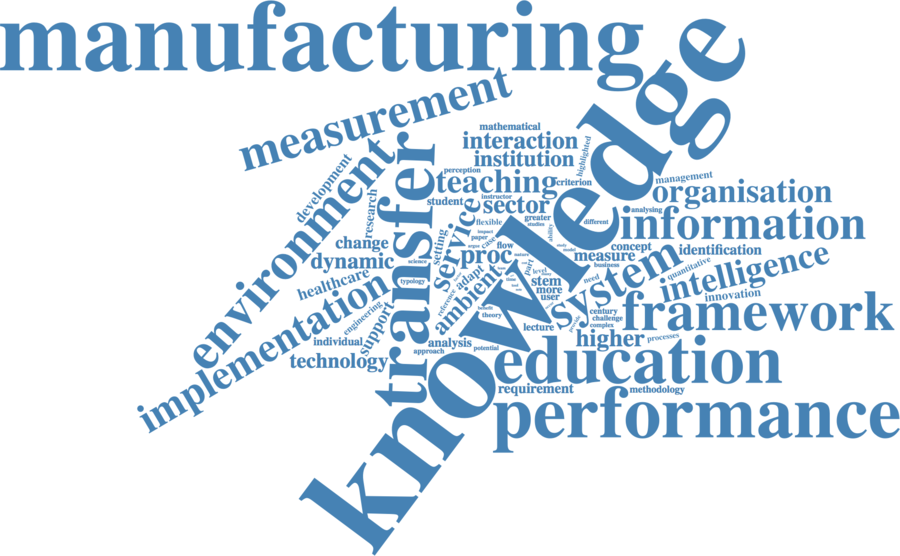 manufacturing
knowledge
measurement
mathematical
interaction
highlighted
institution
environment
transfer
development
perception
teaching
criterion
management
organisation
student
instructor
sector
research
service
flexible
greater
studies
different
analysing
information
change
setting
impact
paper
case
flow
ability
concept
identification
dynamic
science
proc
measure
system
business
quantitative
intelligence
healthcare
typology
adapt
ambient
part
level
stem
need
more
user
innovation
implementation
reference
theory
century
challenge
complex
framework
engineering
support
lecture
individual
analysis
higher
processes
technology
approach
potential
education
requirement
methodology
performance